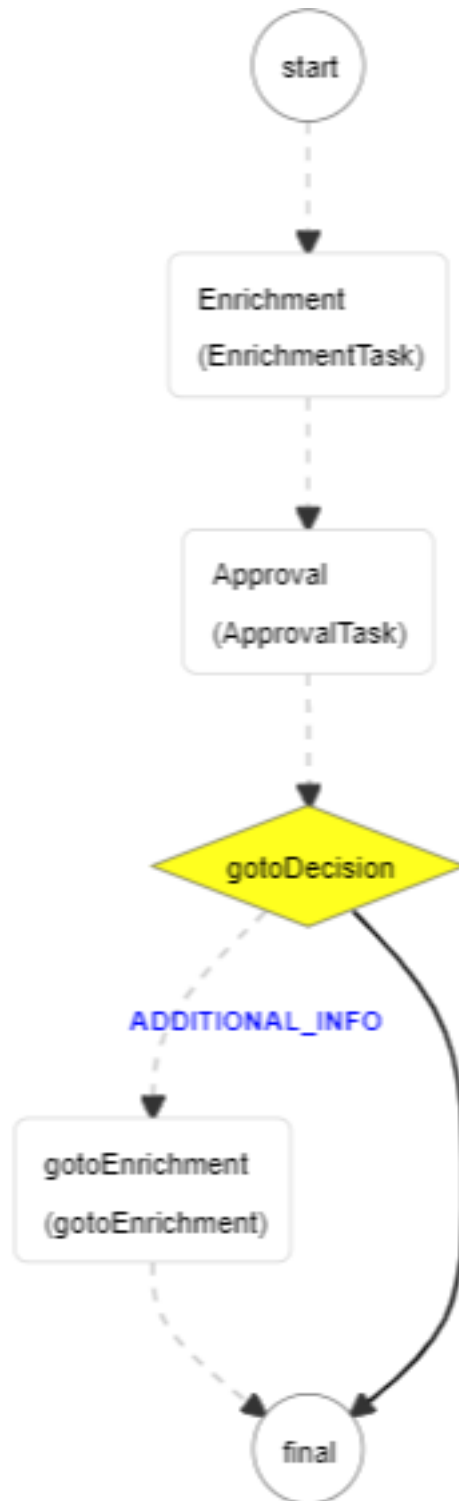 start
Enrichment
(EnrichmentTask)
Approval
(ApprovalTask)
gotoDecision
ADDITIONAL_INFO
gotoEnrichment
(gotoEnrichment)
final